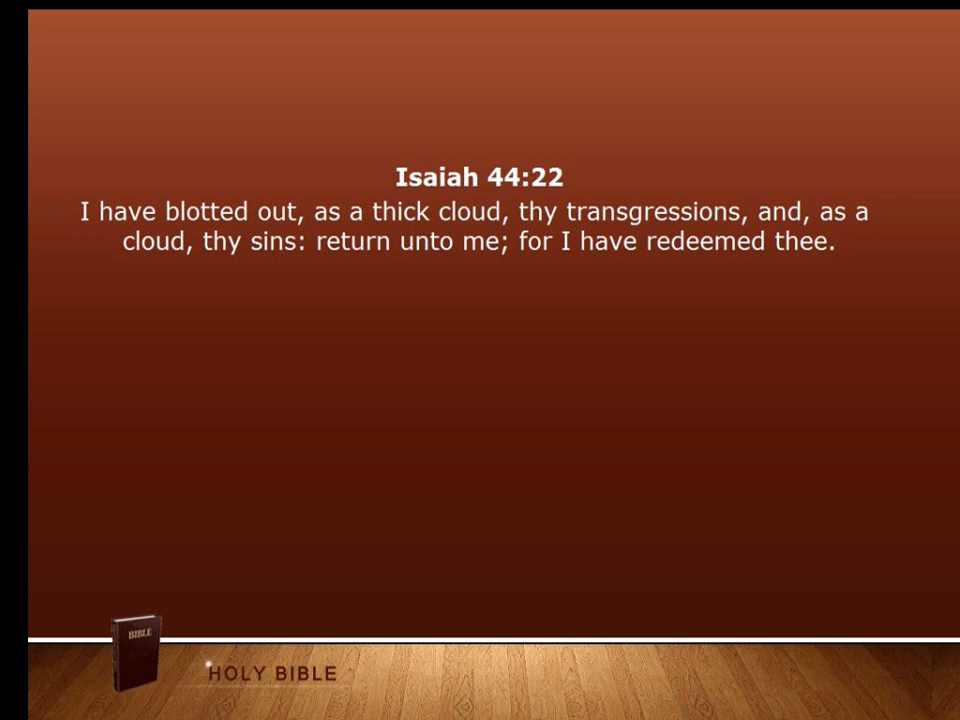 Isaiah 44:22
I have blotted out, as a thick cloud, thy transgressions, and, as a
cloud, thy sins: return unto me; for I have redeemed thee.
BIBLE
HOLY BIBLE